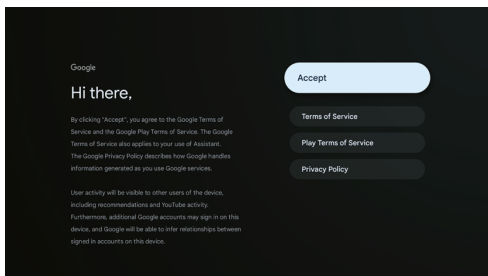 Google
Hi there,
By clicking "Accept", you agree to the Google Terms of
Service and the Google Play Terms of Service. The Google
Terms of Service also applies to your use of Assistant.
The Google Privacy Policy describes how Google handles
information generated as you use Google services.
User activity will be visible to other users of the device,
including recommendations and YouTube activity.
Furthermore, additional Google accounts may sign in on this
device, and Google will be able to infer relationships between
signed in accounts on this device.
Accept
Terms of Service
Play Terms of Service
Privacy Policy